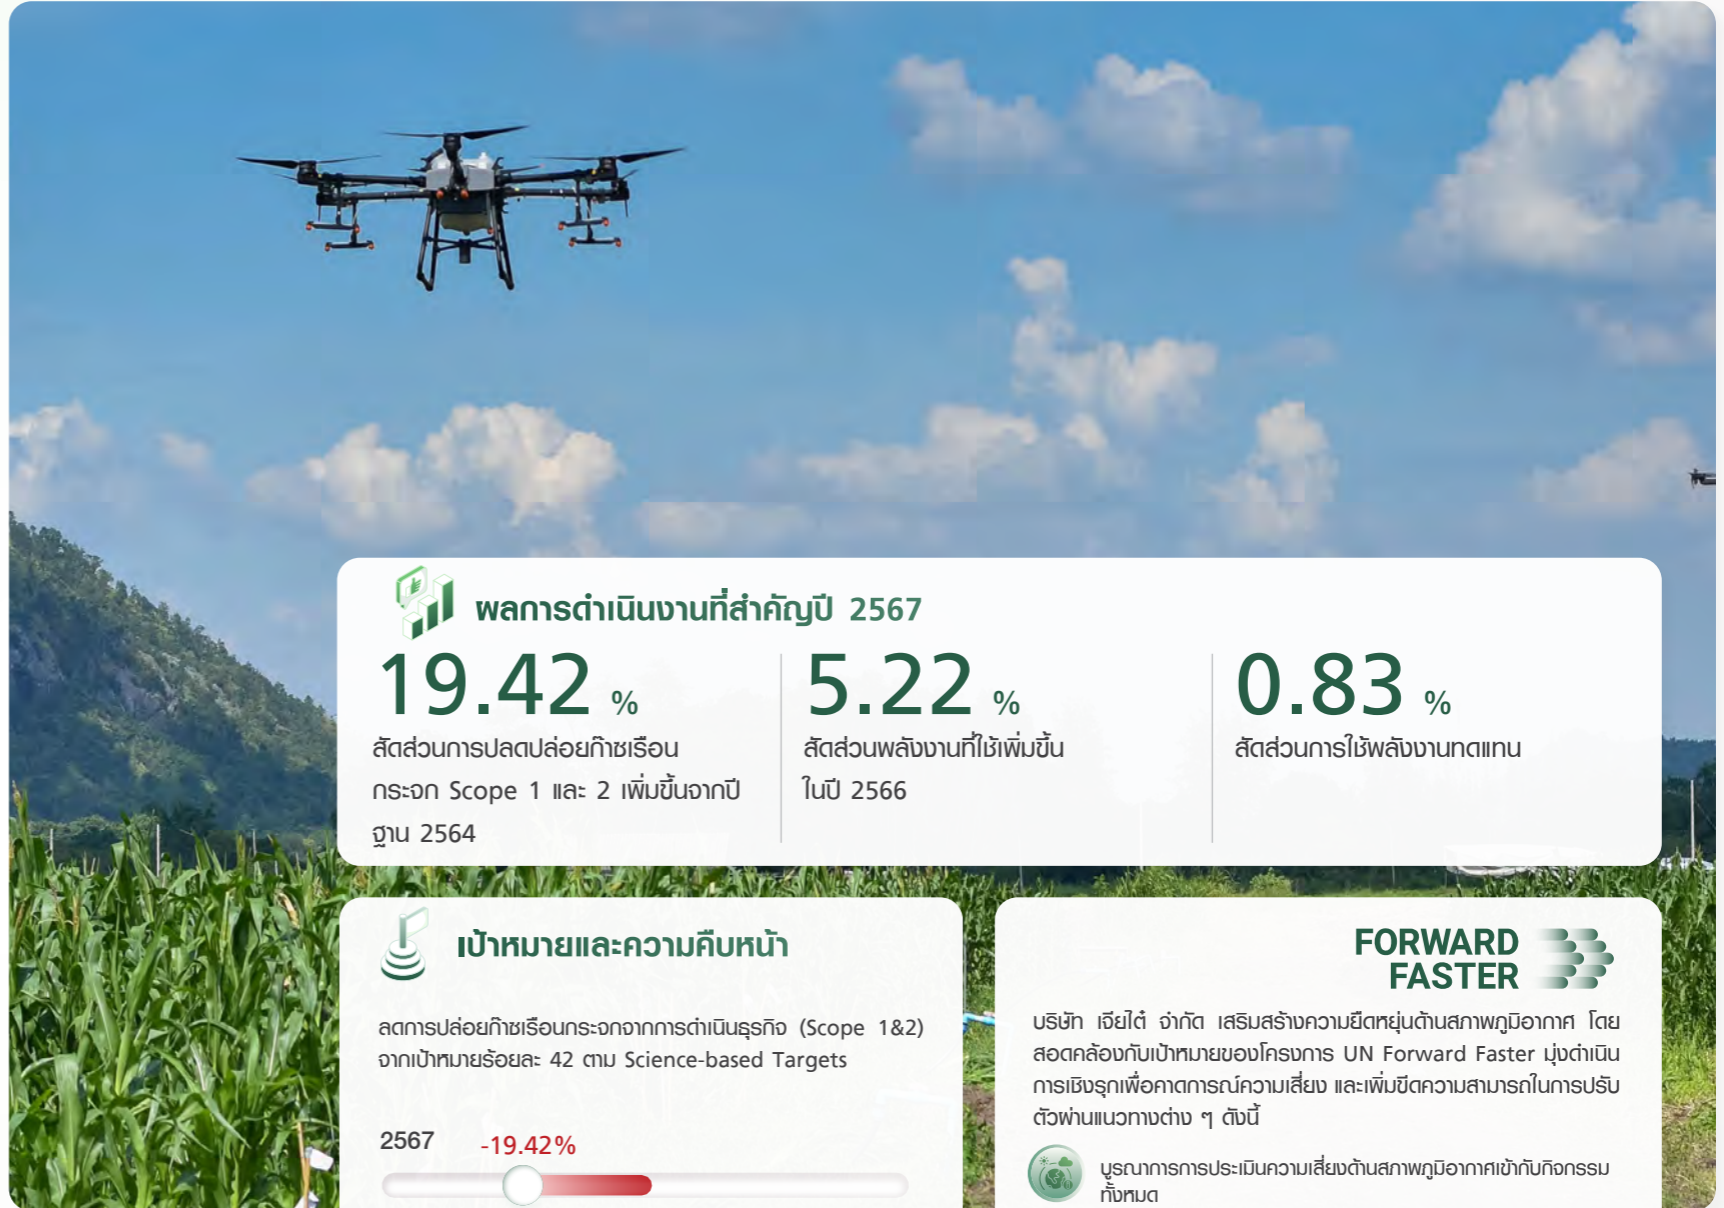 ผลการดำเนินงานที่สำคัญปี 2567
19.42 %
สัดส่วนการปลดปล่อยก๊าซเรือน
กระจก Scope 1 และ 2 เพิ่มขึ้นจากปี
ฐาน 2564
5.22 %
สัดส่วนพลังงานที่ใช้เพิ่มขึ้น
ในปี 2566
0.83 %
สัดส่วนการใช้พลังงานทดแทน
เป้าหมายและความคืบหน้า
ลดการปล่อยก๊าซเรือนกระจกจากการดำเนินธุรกิจ (Scope 1&2)
จากเป้าหมายร้อยละ 42 ตาม Science-based Targets
2567 -19.42%
FORWARD
FASTER
บริษัท เจียไต๋ จำกัด เสริมสร้างความยืดหยุ่นด้านสภาพภูมิอากาศ โดย
สอดคล้องกับเป้าหมายของโครงการ UN Forward Faster มุ่งดำเนิน
การเชิงรุกเพื่อคาดการณ์ความเสี่ยง และเพิ่มขีดความสามารถในการปรับ
ตัวผ่านแนวทางต่าง ๆ ดังนี้
บูรณาการการประเมินความเสี่ยงด้านสภาพภูมิอากาศเข้ากับกิจกรรม
ทั้งหมด